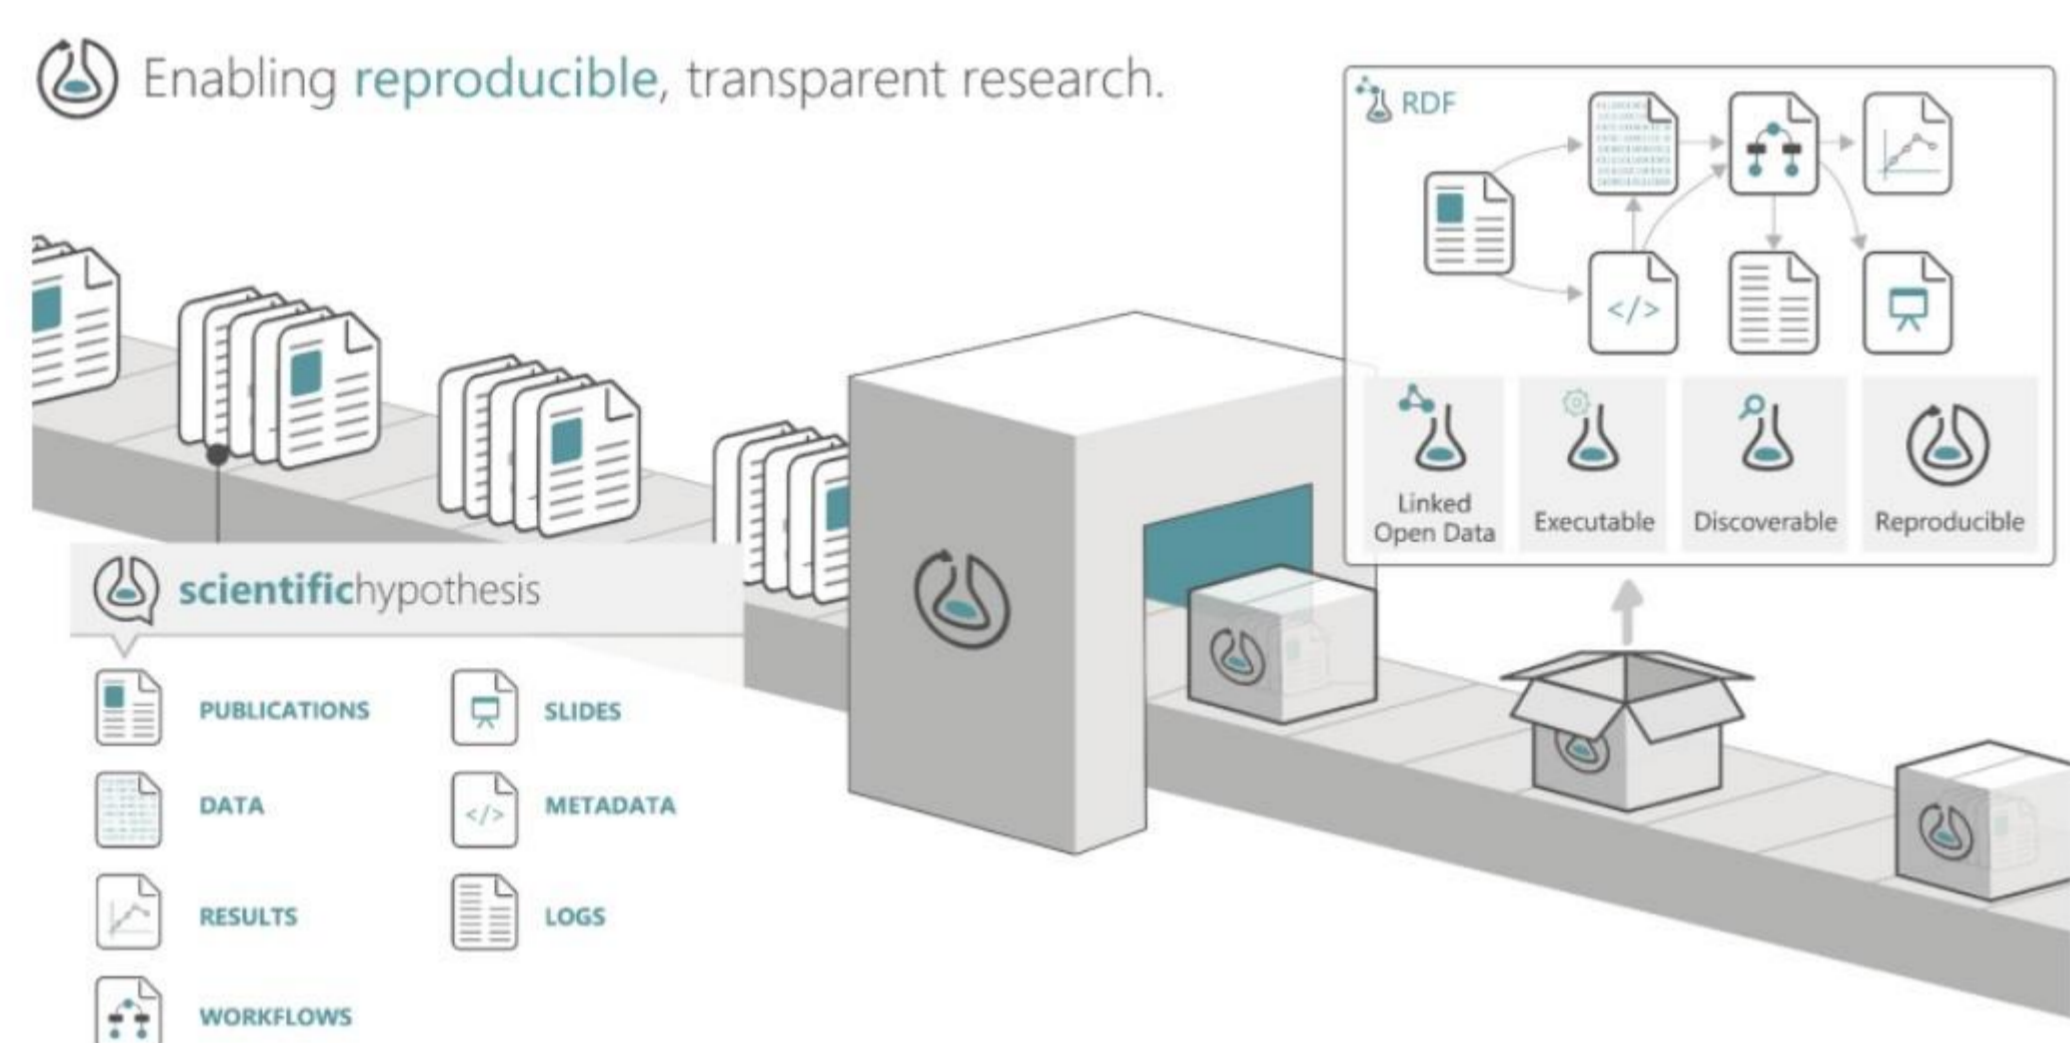 Enabling reproducible, transparent research.
RDF
</>
Linked
Open Data
Executable
Discoverable
Reproducible
scientifichypothesis
PUBLICATIONS
SLIDES
DATA
</>
METADATA
RESULTS
LOGS
WORKFLOWS